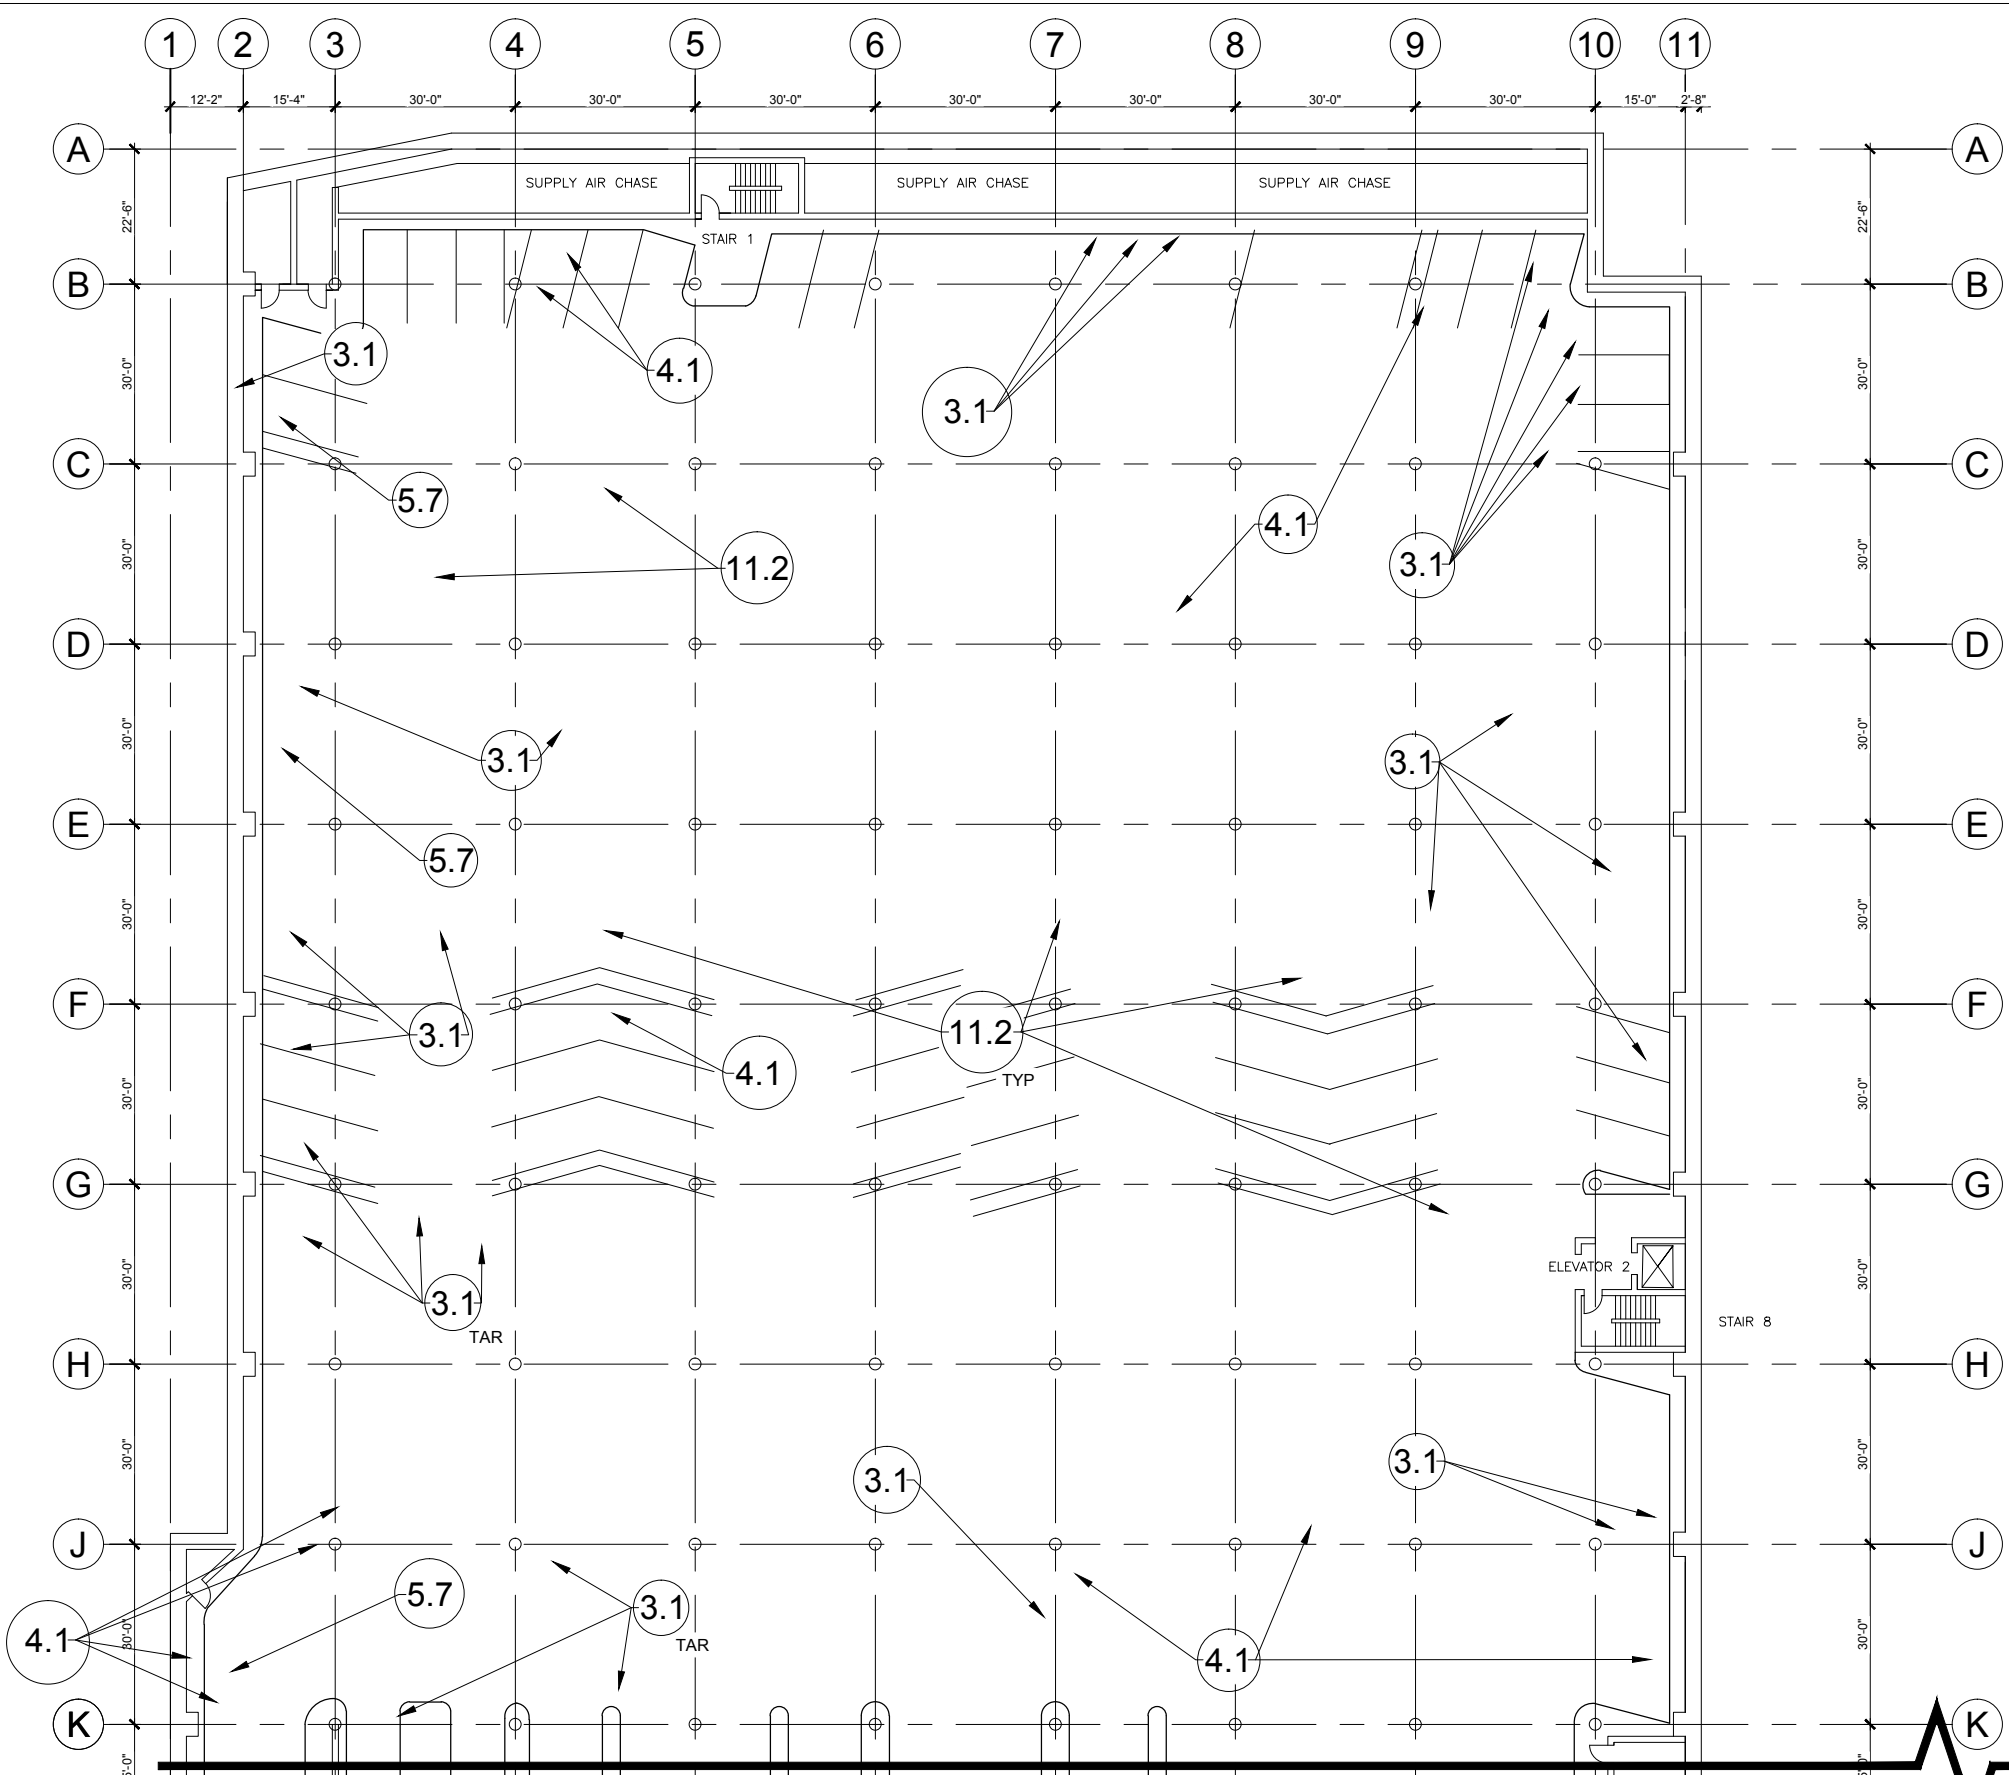 1 2 3 4 5 6 7 8 9 10 11
12'-2" 15'-4" 30'-0" 30'-0" 30'-0" 30'-0" 30'-0" 30'-0" 30'-0" 15'-0" 2'-8"
A A
SUPPLY AIR CHASE SUPPLY AIR CHASE SUPPLY AIR CHASE
22'-6" 22'-6"
STAIR 1
B B
3.1
4.1
30'-0" 30'-0"
3.1
C C
5.7
4.1
30'-0" 30'-0"
11.2
3.1
D D
30'-0" 30'-0"
3.1
3.1
E E
5.7
30'-0" 30'-0"
F F
3.1
11.2
4.1
TYP
30'-0" 30'-0"
G G
30'-0" 30'-0"
ELEVATOR 2
3.1
STAIR 8
TAR
H H
30'-0" 30'-0"
3.1
3.1
J J
5.7
3.1
4.1
30'-0" 30'-0"
TAR
4.1
K K